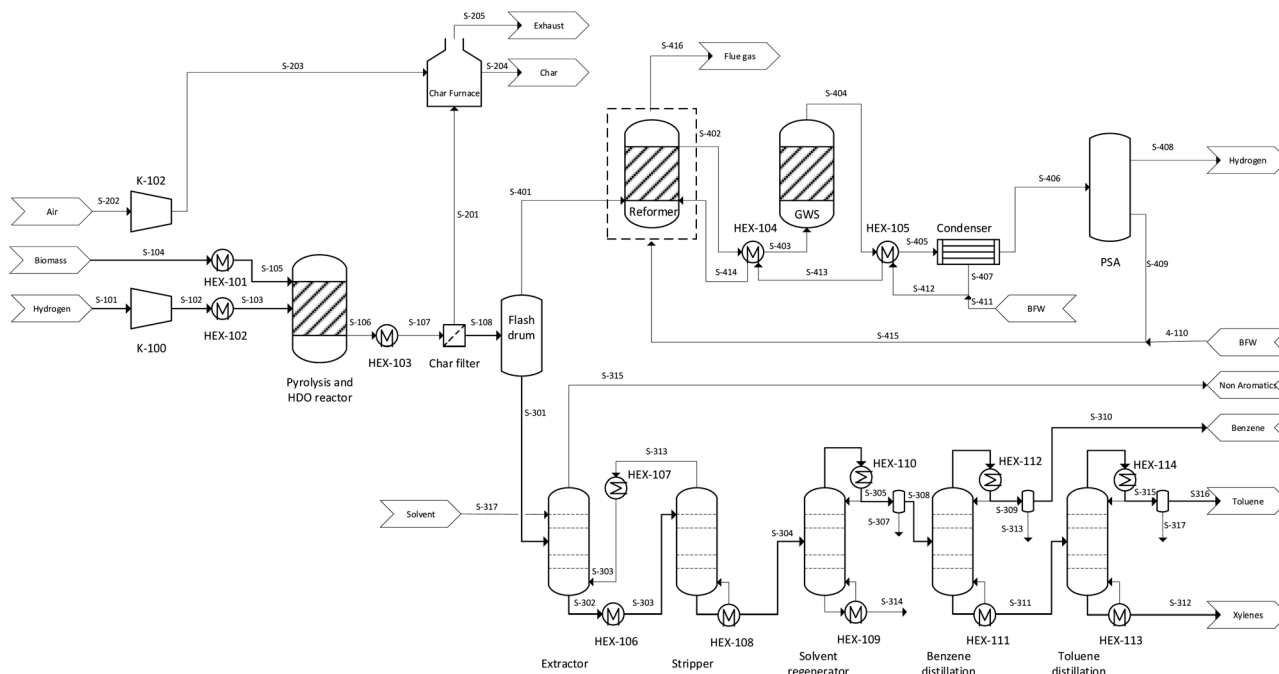 S-205
Exhaust
S-416
Flue gas
S-203
S-204
Char
Char Furnace
S-404
S-402
S-408
Hydrogen
K-102
S-406
S-401
S-202
Air
S-201
Reformer
GWS
HEX-104
HEX-105
Condenser
S-403
S-405
PSA
S-104
Biomass
S-105
HEX-101
S-414
S-413
S-407
S-409
S-412
S-411
BFW
S-101
Hydrogen
S-102
S-103
HEX-102
K-100
S-106
S-107
S-108
HEX-103
Char filter
Flash
drum
S-415
4-110
BFW
Pyrolysis and
HDO reactor
S-315
Non Aromatics
S-301
S-310
Benzene
S-313
HEX-107
HEX-110
HEX-112
HEX-114
S-305
S-308
S-307
S-309
S-313
S-315
S316
Toluene
S-317
Solvent
S-317
S-304
S-303
S-302
S-303
S-314
S-311
S-312
Xylenes
HEX-106
HEX-108
HEX-109
HEX-111
HEX-113
Extractor
Stripper
Solvent
regenerator
Benzene
distillation
Toluene
distillation